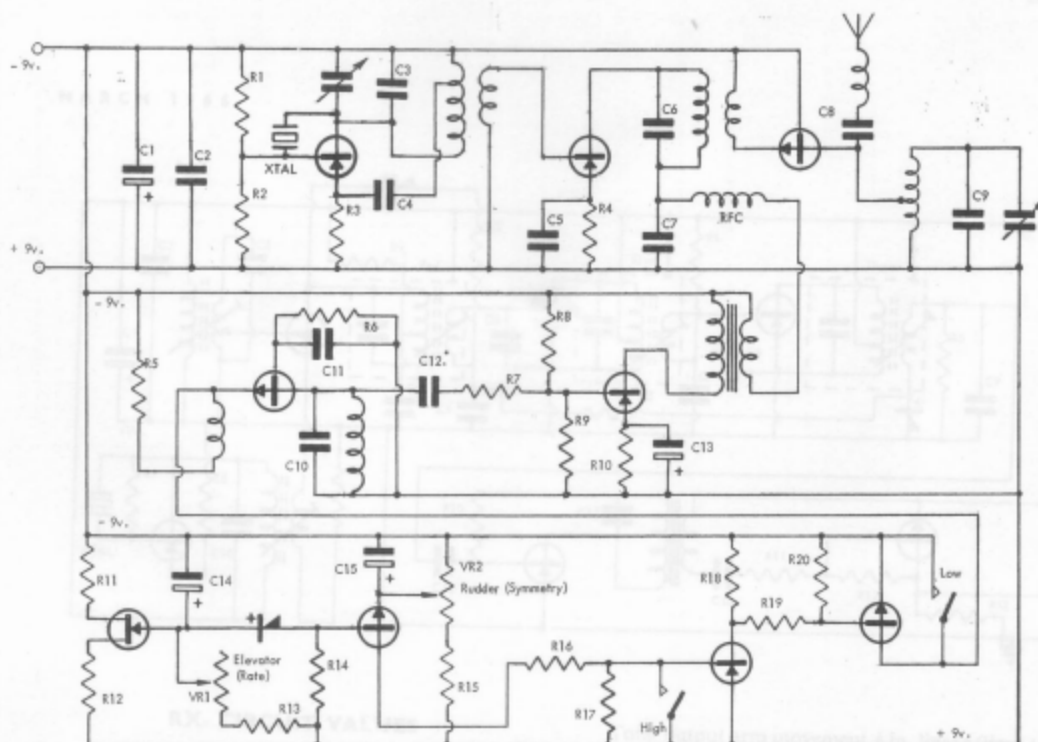 - 9v.
R1
C3
C6
C8
C1
C2
XTAL
C9
R2
R3
C4
C5
R4
C7
RFC
+ 9v.
- 9v.
R5
R6
C11
R8
C12
+
R7
R9
C10
R10
C13
+
- 9v.
R11
C14
+
C15
+
VR2
Rudder (Symmetry)
R18
R20
Low
R19
+
Elevator
(Rate)
VR1
R12
R14
R13
R15
R16
R17
High
+ 9v.